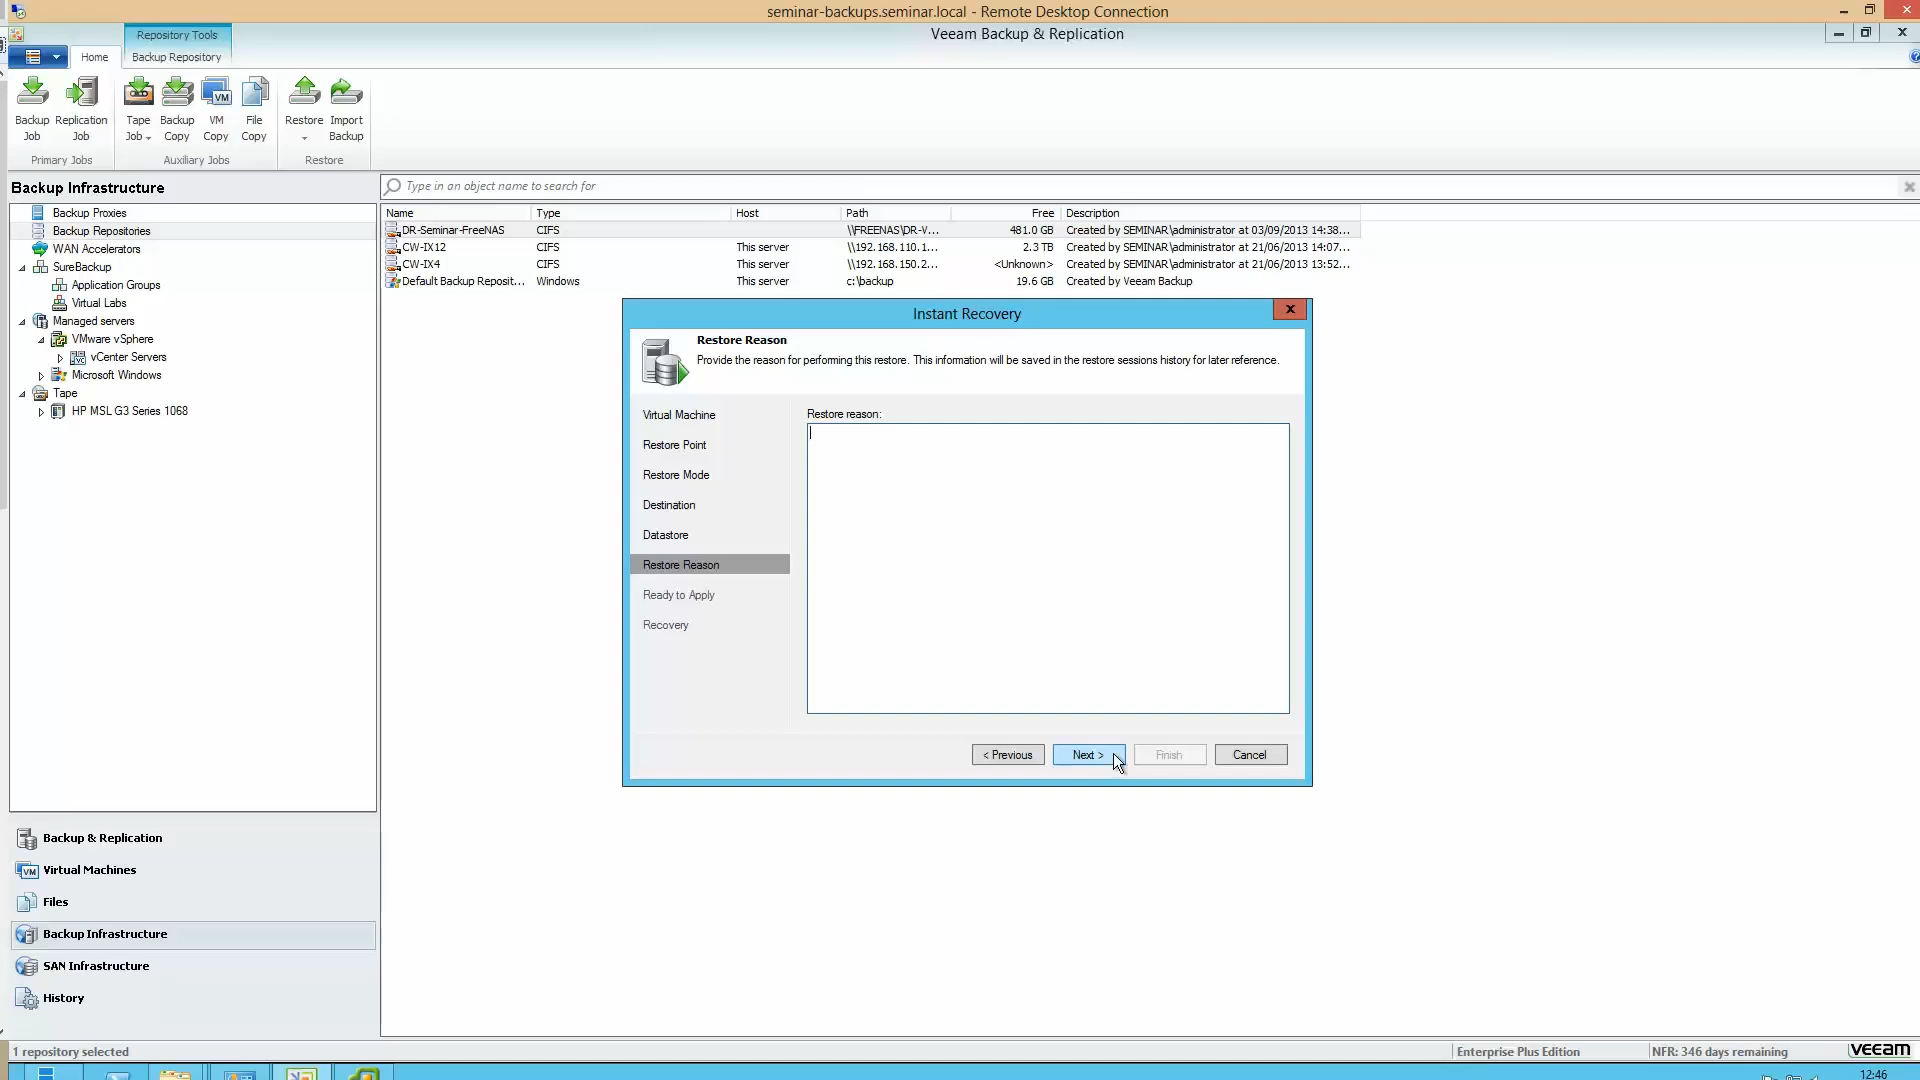 seminar-backups.seminar.local - Remote Desktop Connection
Repository Tools
Veeam Backup & Replication
Home
Backup Repository
Backup Job
Replication Job
Tape Job
Backup Copy
VM Copy
File Copy
Restore
Import Backup
VM
Primary Jobs
Auxiliary Jobs
Restore
Backup Infrastructure
Type in an object name to search for
Backup Proxies
Backup Repositories
WAN Accelerators
SureBackup
Application Groups
Virtual Labs
Managed servers
VMware vSphere
vCenter Servers
Microsoft Windows
Tape
HP MSL G3 Series 1068
Name Type Host Path Free Description
DR-Seminar-FreeNAS CIFS \\FREENAS\DR-V... 481.0 GB Created by SEMINAR\administrator at 03/09/2013 14:38...
CW-IX12 CIFS This server \\192.168.110.1... 2.3 TB Created by SEMINAR\administrator at 21/06/2013 14:07...
CW-IX4 CIFS This server \\192.168.150.2... <Unknown> Created by SEMINAR\administrator at 21/06/2013 13:52...
Default Backup Reposit... Windows This server c:\backup 19.6 GB Created by Veeam Backup
Instant Recovery
Restore Reason
Provide the reason for performing this restore. This information will be saved in the restore sessions history for later reference.
Virtual Machine
Restore Point
Restore Mode
Destination
Datastore
Restore Reason
Ready to Apply
Recovery
Restore reason:
< Previous
Next >
Finish
Cancel
Backup & Replication
Virtual Machines
Files
Backup Infrastructure
SAN Infrastructure
History
1 repository selected
Enterprise Plus Edition
NFR: 346 days remaining
veeam
12:46